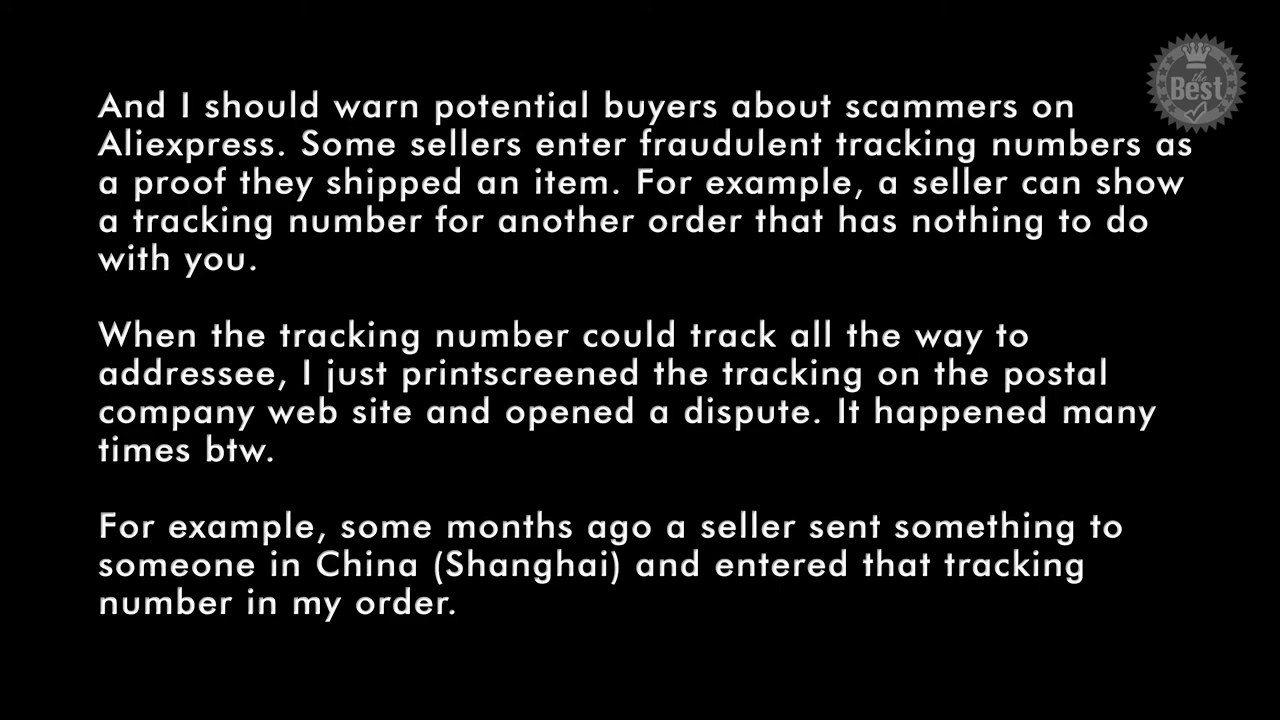 the
Best
And I should warn potential buyers about scammers on
Aliexpress. Some sellers enter fraudulent tracking numbers as
a proof they shipped an item. For example, a seller can show
a tracking number for another order that has nothing to do
with you.
When the tracking number could track all the way to
addressee, I just printscreened the tracking on the postal
company web site and opened a dispute. It happened many
times btw.
For example, some months ago a seller sent something to
someone in China (Shanghai) and entered that tracking
number in my order.